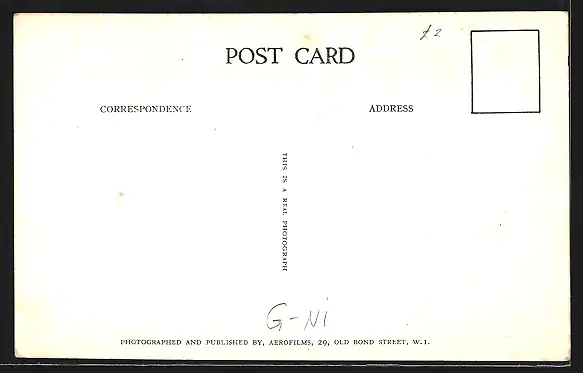 £2
POST CARD
CORRESPONDENCE
ADDRESS
THIS IS A REAL PHOTOGRAPH
G-Ni
PHOTOGRAPHED AND PUBLISHED BY, AEROFILMS, 29, OLD BOND STREET, W.1.